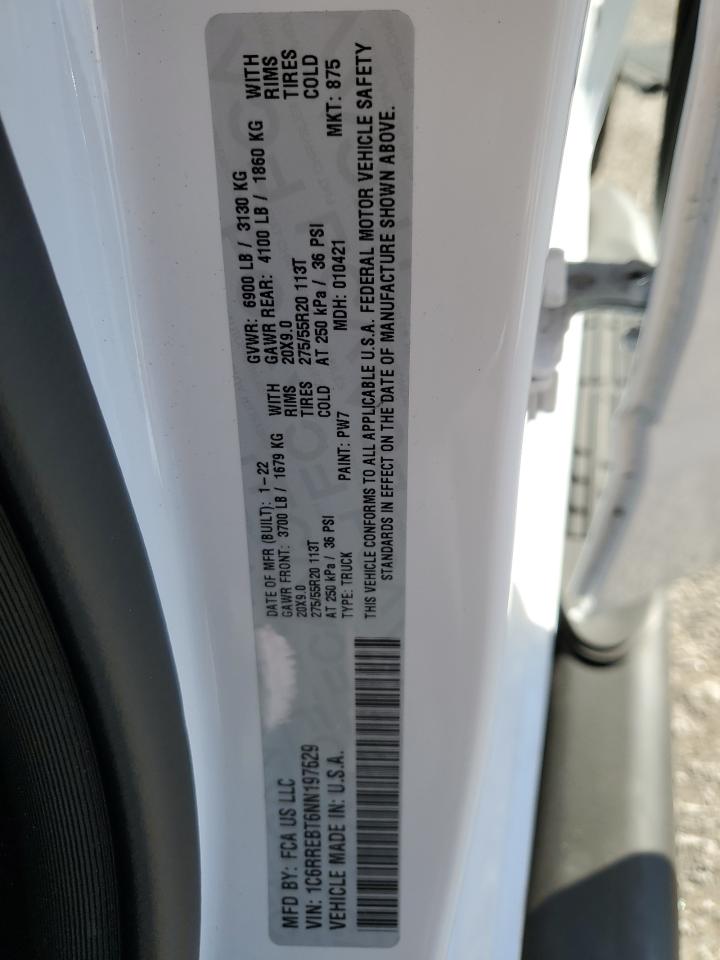 MFD BY: FCA US LLC
VIN: 1C6RREBT6NN197629
VEHICLE MADE IN: U.S.A.
DATE OF MFR (BUILT): 1-22
GAWR FRONT: 3700 LB / 1679 KG WITH
20X9.0 RIMS
275/55R20 113T TIRES
AT 250 kPa / 36 PSI COLD
TYPE: TRUCK PAINT: PW7
GVWR: 6900 LB / 3130 KG
GAWR REAR: 4100 LB / 1860 KG WITH
20X9.0 RIMS
275/55R20 113T TIRES
AT 250 kPa / 36 PSI COLD
MDH: 010421 MKT: 875
THIS VEHICLE CONFORMS TO ALL APPLICABLE U.S.A. FEDERAL MOTOR VEHICLE SAFETY
STANDARDS IN EFFECT ON THE DATE OF MANUFACTURE SHOWN ABOVE.